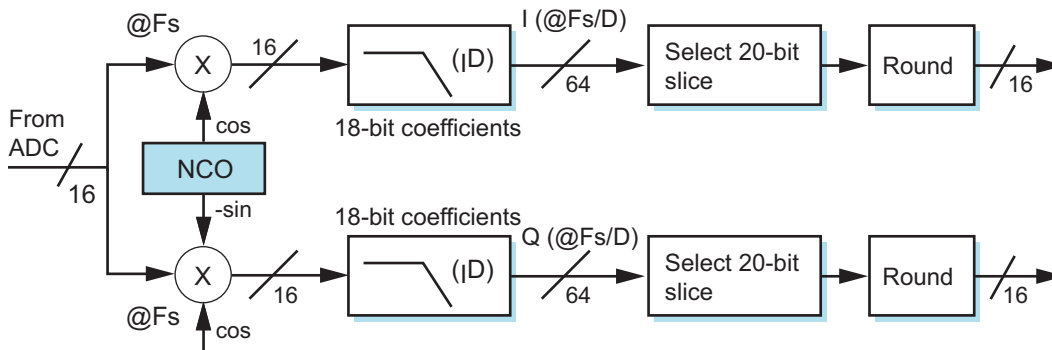 @Fs
X
16
(↓D)
18-bit coefficients
I (@Fs/D)
64
Select 20-bit
slice
Round
16
From
ADC
16
cos
NCO
-sin
X
@Fs
cos
16
18-bit coefficients
(↓D)
Q (@Fs/D)
64
Select 20-bit
slice
Round
16